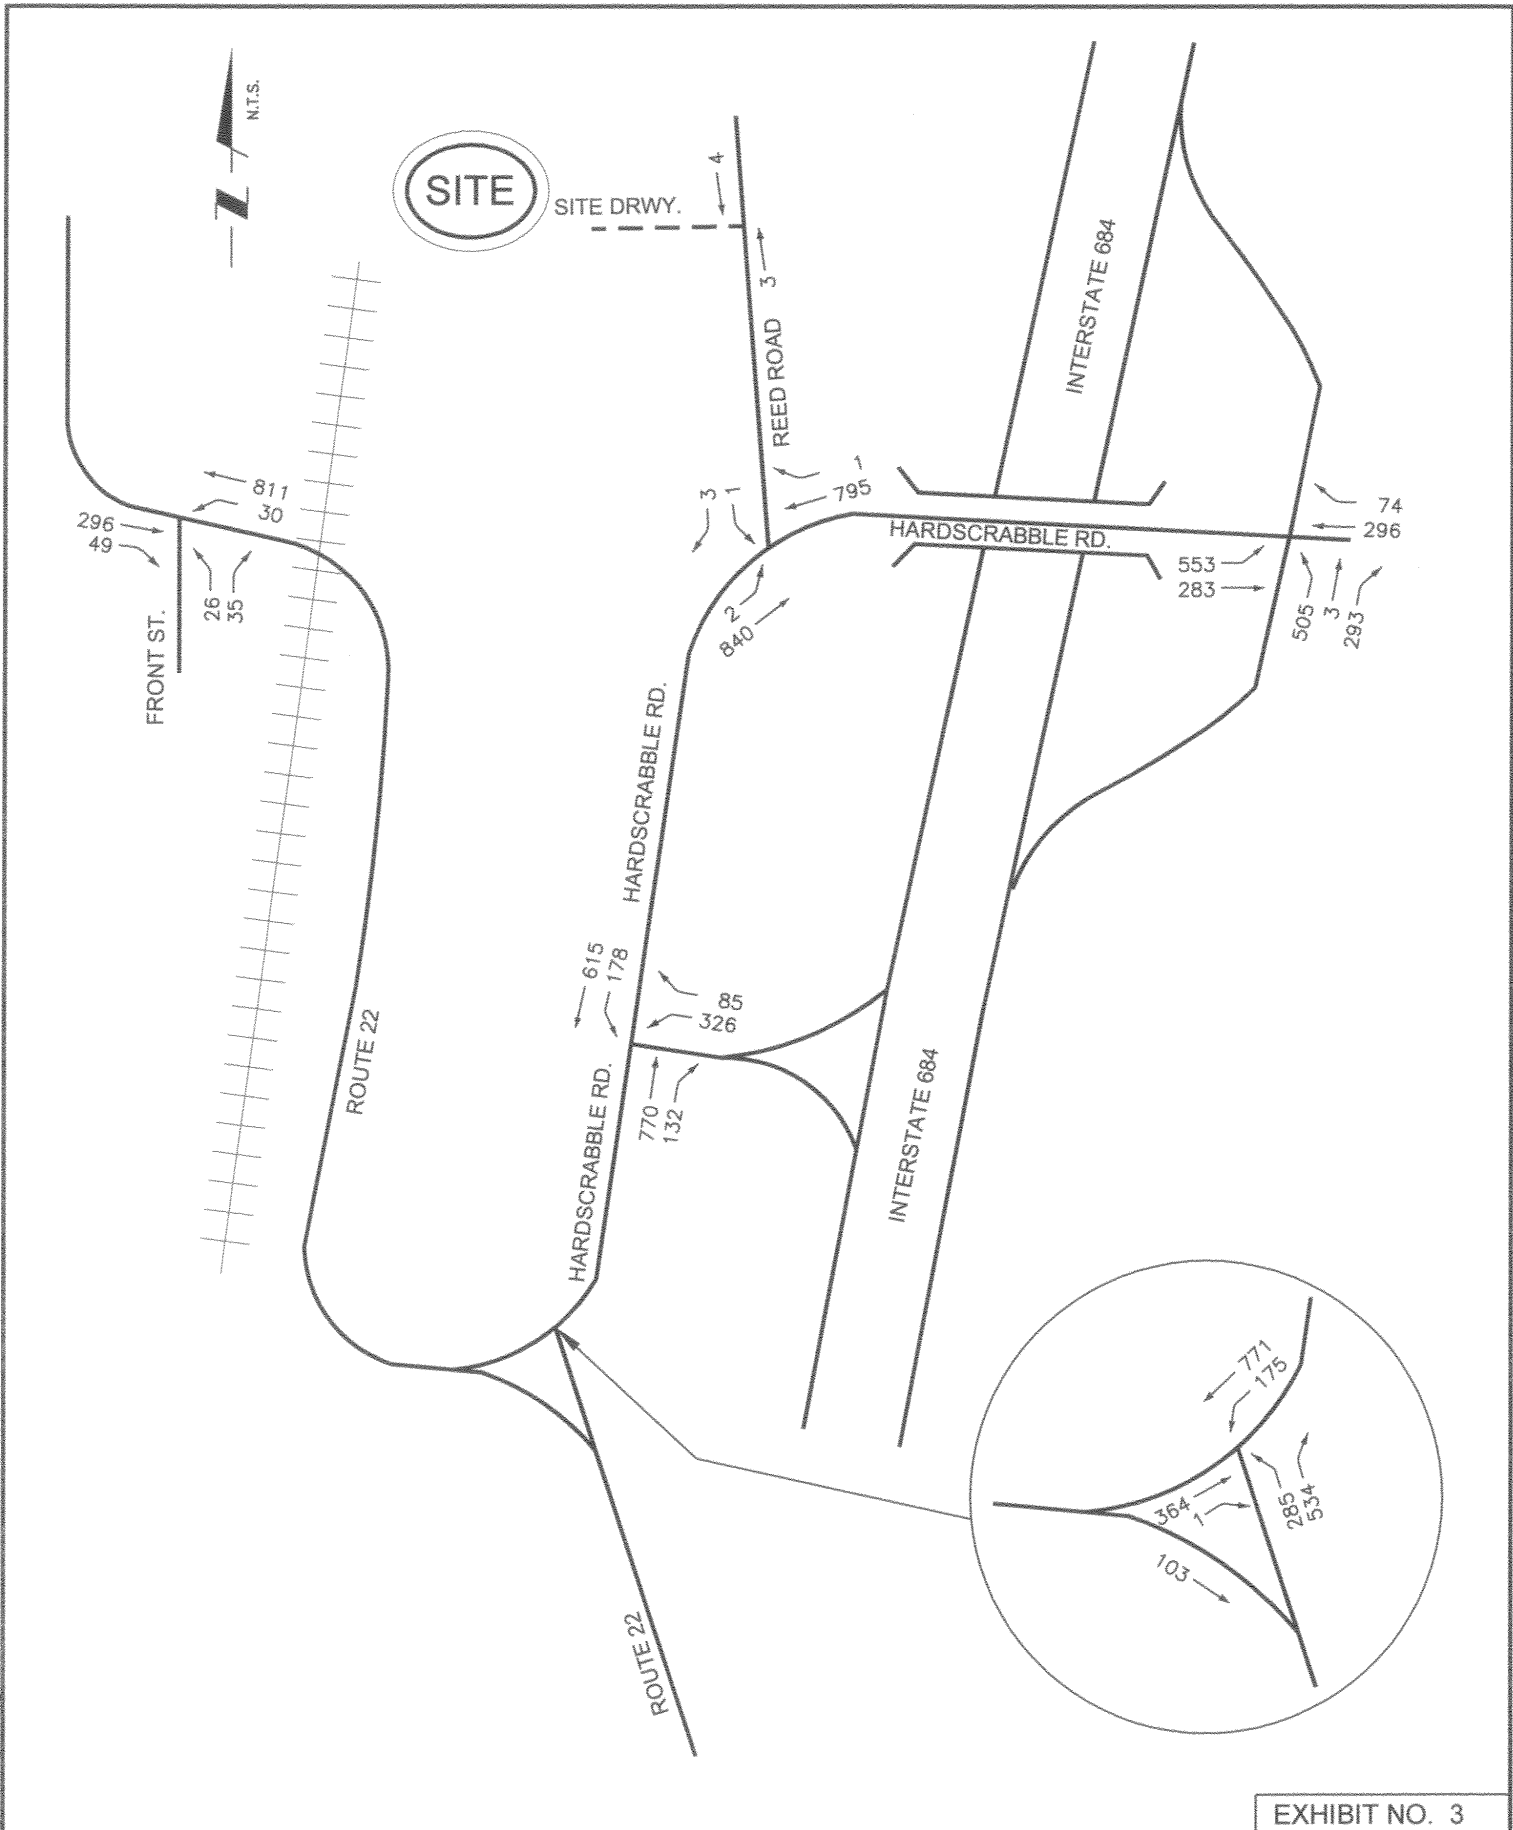 N.T.S.
N
SITE
SITE DRWY.
4
3
REED ROAD
INTERSTATE 684
811
30
296
49
26
35
FRONT ST.
3
1
1
795
2
840
HARDSCRABBLE RD.
74
296
553
283
505
3
293
HARDSCRABBLE RD.
615
178
85
326
770
132
ROUTE 22
HARDSCRABBLE RD.
INTERSTATE 684
771
175
364
1
285
534
103
ROUTE 22
EXHIBIT NO. 3